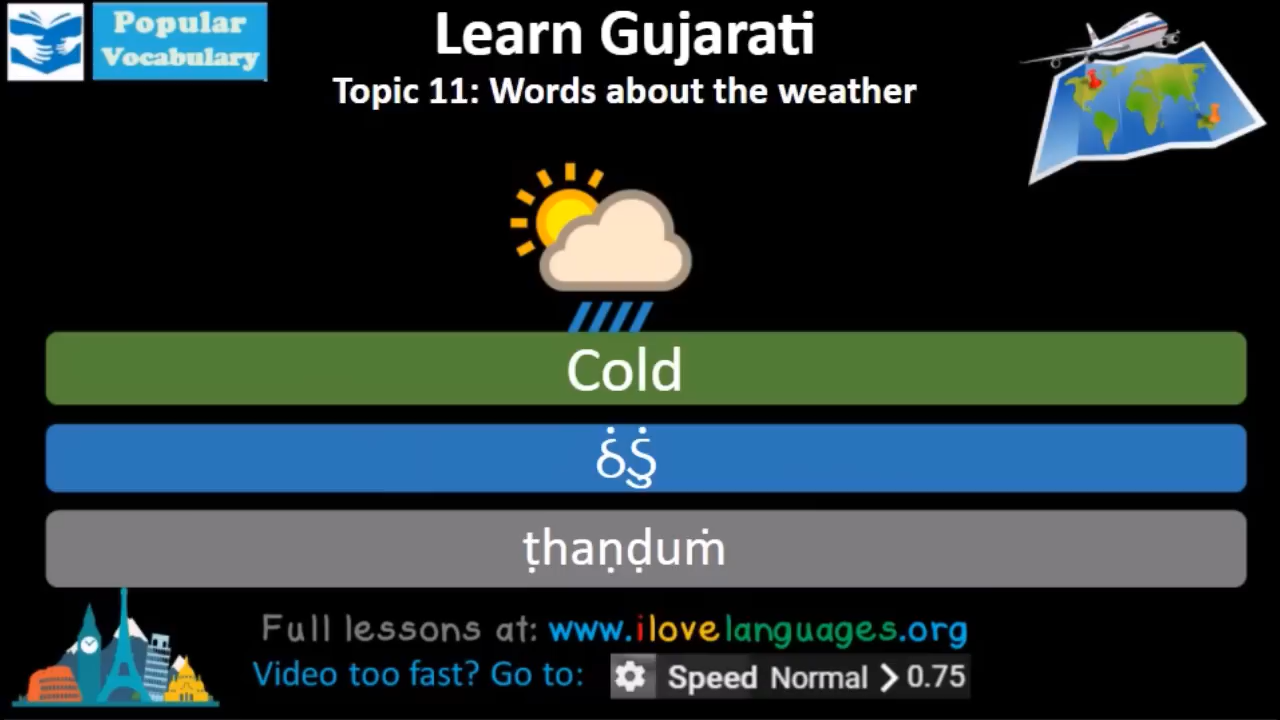 Popular
Vocabulary
Learn Gujarati
Topic 11: Words about the weather
Cold
ઠંડું
ṭhaṇḍuṁ
Full lessons at: www.ilovelanguages.org
Video too fast? Go to: Speed Normal > 0.75